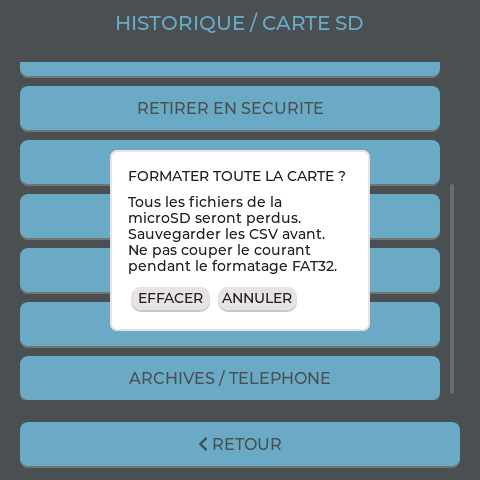 HISTORIQUE / CARTE SD
RETIRER EN SECURITE
FORMATER TOUTE LA CARTE ?
Tous les fichiers de la
microSD seront perdus.
Sauvegarder les CSV avant.
Ne pas couper le courant
pendant le formatage FAT32.
EFFACER ANNULER
ARCHIVES / TELEPHONE
RETOUR